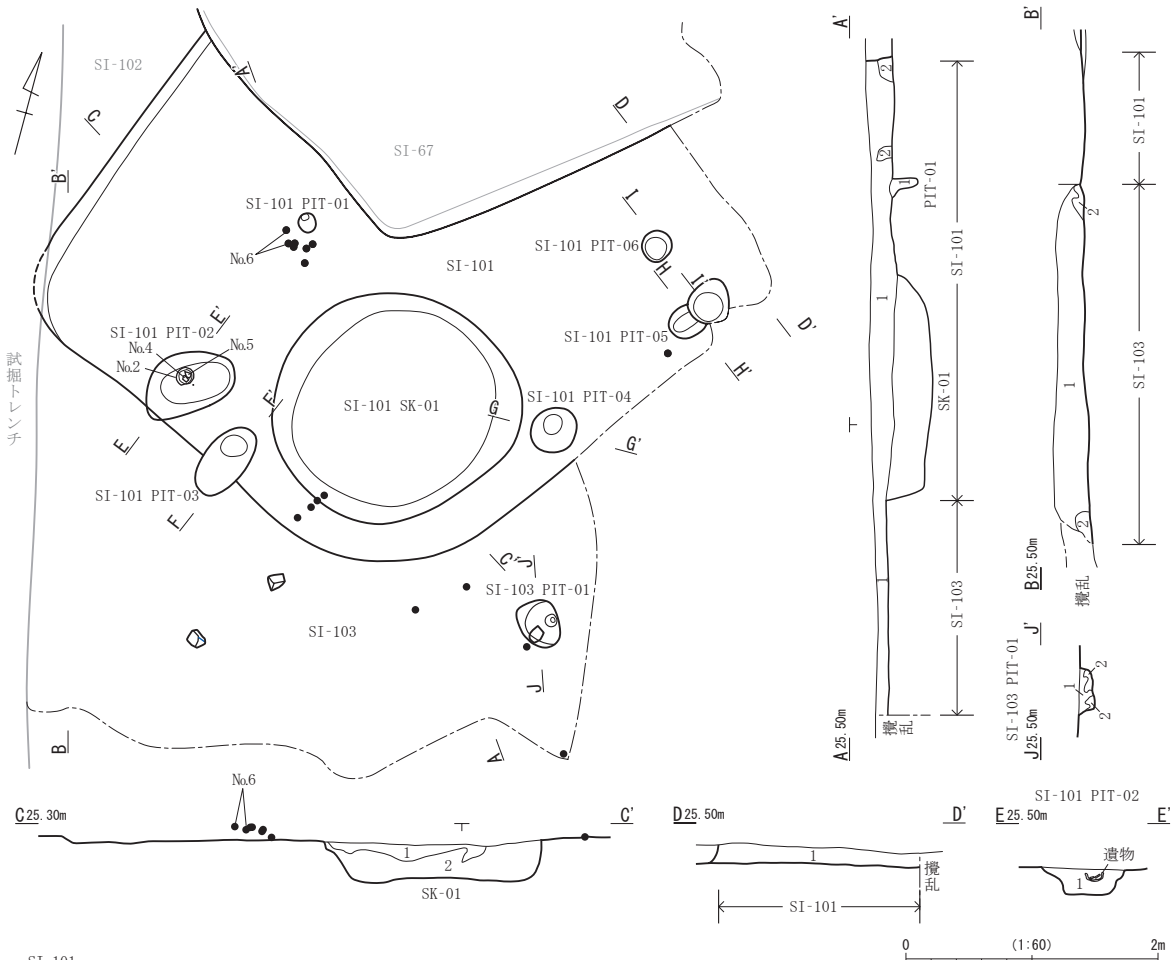 SI-102
A'
C
D
B'
SI-67
SI-101 PIT-01
I
SI-101 PIT-06
No.6
SI-101
H
I'
E'
SI-101 PIT-02
No.4
No.5
No.2
SI-101 PIT-05
D'
試掘トレンチ
H'
F'
SI-101 SK-01
G
SI-101 PIT-04
E
G'
SI-101 PIT-03
F
C'
J'
SI-103 PIT-01
SI-103
J
B
A
A'
2
2
1
PIT-01
SI-101
1
SK-01
SI-103
A 25.50m
攪乱
B'
SI-101
2
1
SI-103
2
B 25.50m
攪乱
J'
SI-103 PIT-01
1
2
2
J 25.50m
No.6
C 25.30m
C'
1
2
SK-01
D 25.50m
D'
1
攪乱
SI-101
SI-101 PIT-02
E 25.50m
E'
遺物
1
0
(1:60)
2m